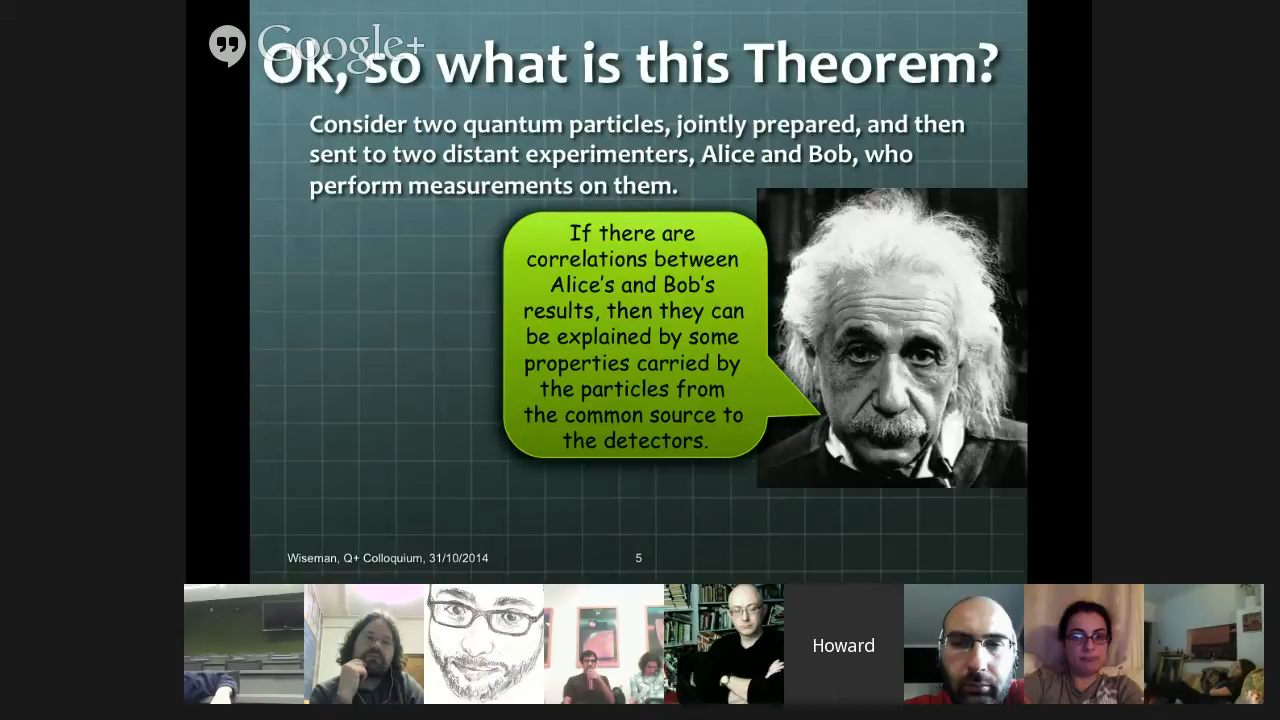 Google+
Ok, so what is this Theorem?
Consider two quantum particles, jointly prepared, and then
sent to two distant experimenters, Alice and Bob, who
perform measurements on them.
If there are
correlations between
Alice's and Bob's
results, then they can
be explained by some
properties carried by
the particles from
the common source to
the detectors.
Wiseman, Q+ Colloquium, 31/10/2014
5
Howard